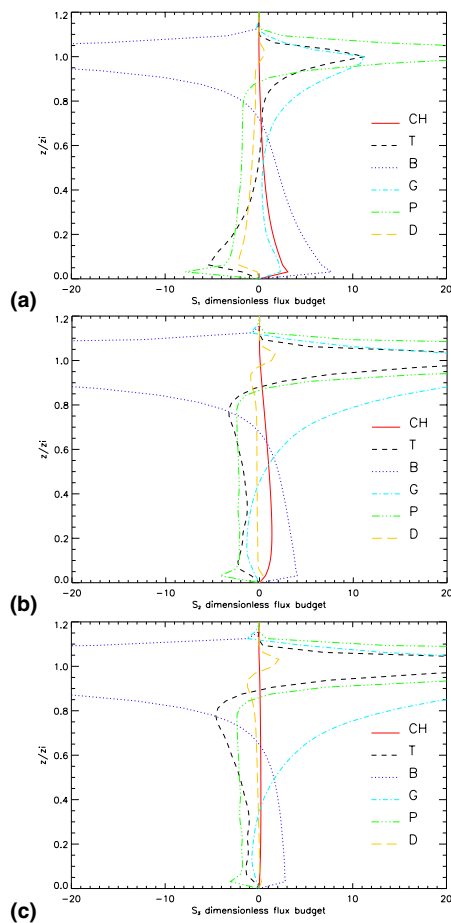 1.2
1.0
0.8
z/zi
0.6
0.4
0.2
0.0
CH
T
B
G
P
D
-20 -10 0 10 20
(a) S₁ dimensionless flux budget
1.2
1.0
0.8
z/zi
0.6
0.4
0.2
0.0
CH
T
B
G
P
D
-20 -10 0 10 20
(b) S₂ dimensionless flux budget
1.2
1.0
0.8
z/zi
0.6
0.4
0.2
0.0
CH
T
B
G
P
D
-20 -10 0 10 20
(c) S₃ dimensionless flux budget